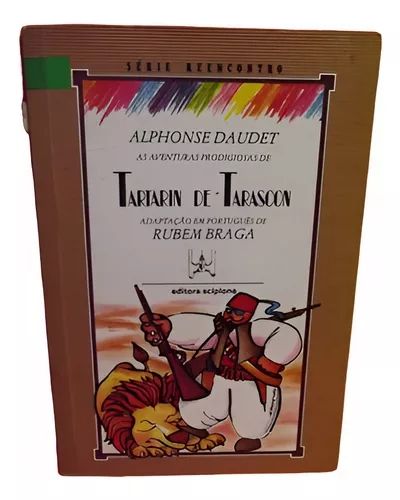 SÉRIE REENCONTRO
ALPHONSE DAUDET
AS AVENTURAS PRODIGIOSAS DE
TARTARIN DE TARASCON
ADAPTAÇÃO EM PORTUGUÊS DE
RUBEM BRAGA
editora scipione